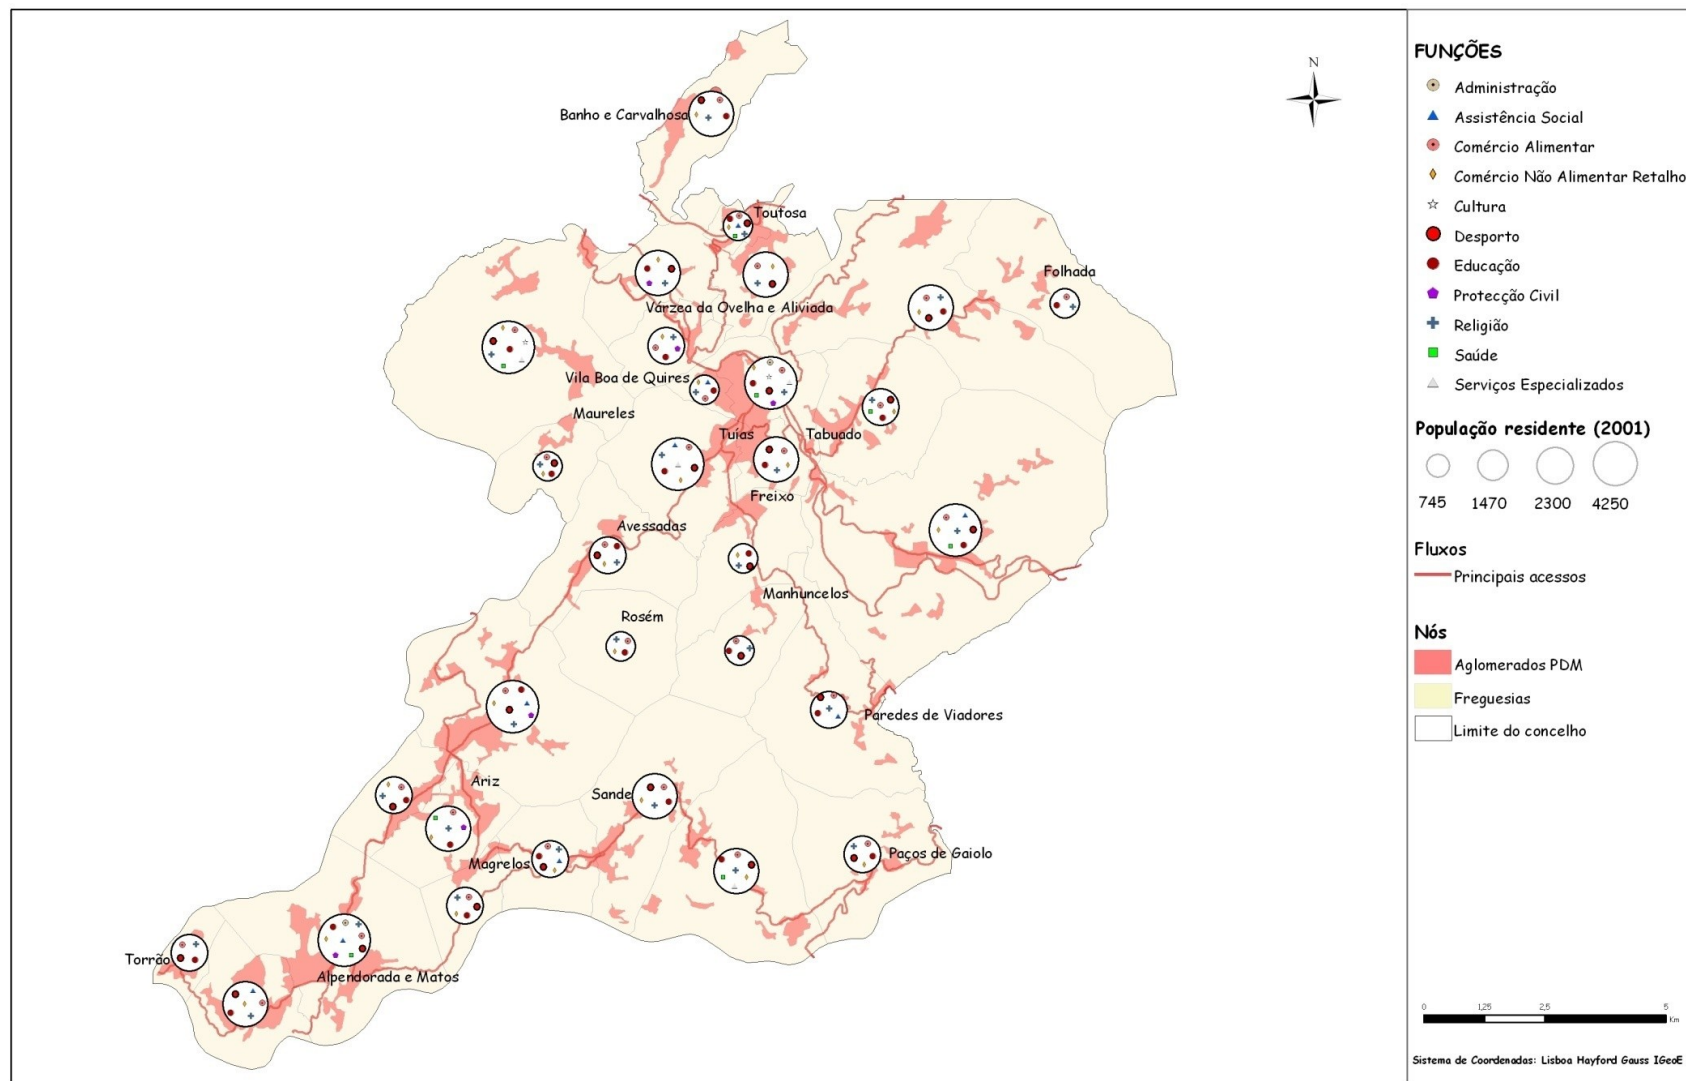 N
Banho e Carvalhosa
Toutosa
Folhada
Várzea da Ovelha e Aliviada
Vila Boa de Quires
Maureles
Tuías
Tabuado
Freixo
Avessadas
Manhuncelos
Rosém
Paredes de Viadores
Ariz
Sande
Magrelos
Paços de Gaiolo
Torrão
Alpendorada e Matos
FUNÇÕES
Administração
Assistência Social
Comércio Alimentar
Comércio Não Alimentar Retalho
Cultura
Desporto
Educação
Protecção Civil
Religião
Saúde
Serviços Especializados
População residente (2001)
745 1470 2300 4250
Fluxos
Principais acessos
Nós
Aglomerados PDM
Freguesias
Limite do concelho
0 1,25 2,5 5
Km
Sistema de Coordenadas: Lisboa Hayford Gauss IGeoE